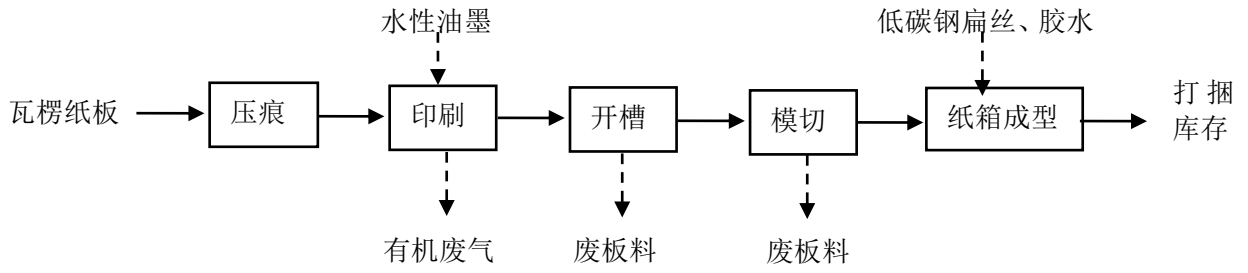 水性油墨
低碳钢扁丝、胶水
瓦楞纸板
压痕
印刷
开槽
模切
纸箱成型
打 捆
库存
有机废气
废板料
废板料